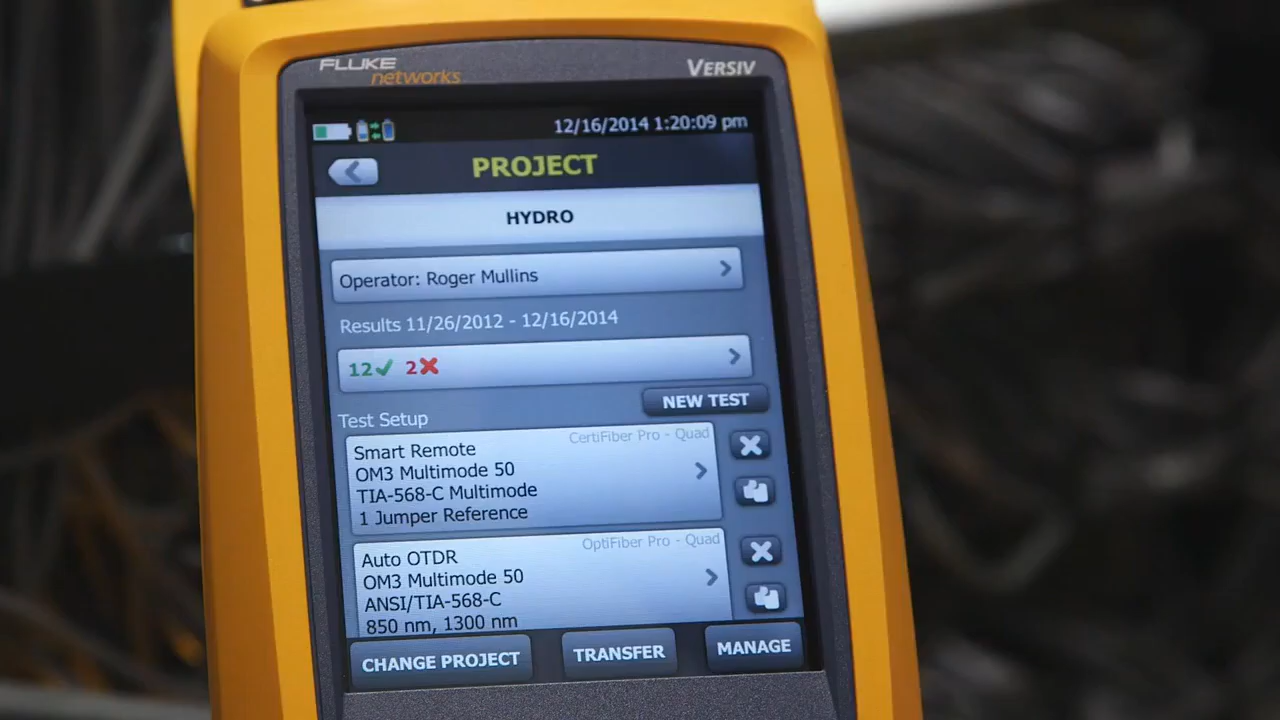 FLUKE networks
VERSIV
12/16/2014 1:20:09 pm
PROJECT
HYDRO
Operator: Roger Mullins
Results 11/26/2012 - 12/16/2014
12 2
NEW TEST
Test Setup
CertiFiber Pro - Quad
Smart Remote
OM3 Multimode 50
TIA-568-C Multimode
1 Jumper Reference
OptiFiber Pro - Quad
Auto OTDR
OM3 Multimode 50
ANSI/TIA-568-C
850 nm, 1300 nm
CHANGE PROJECT
TRANSFER
MANAGE